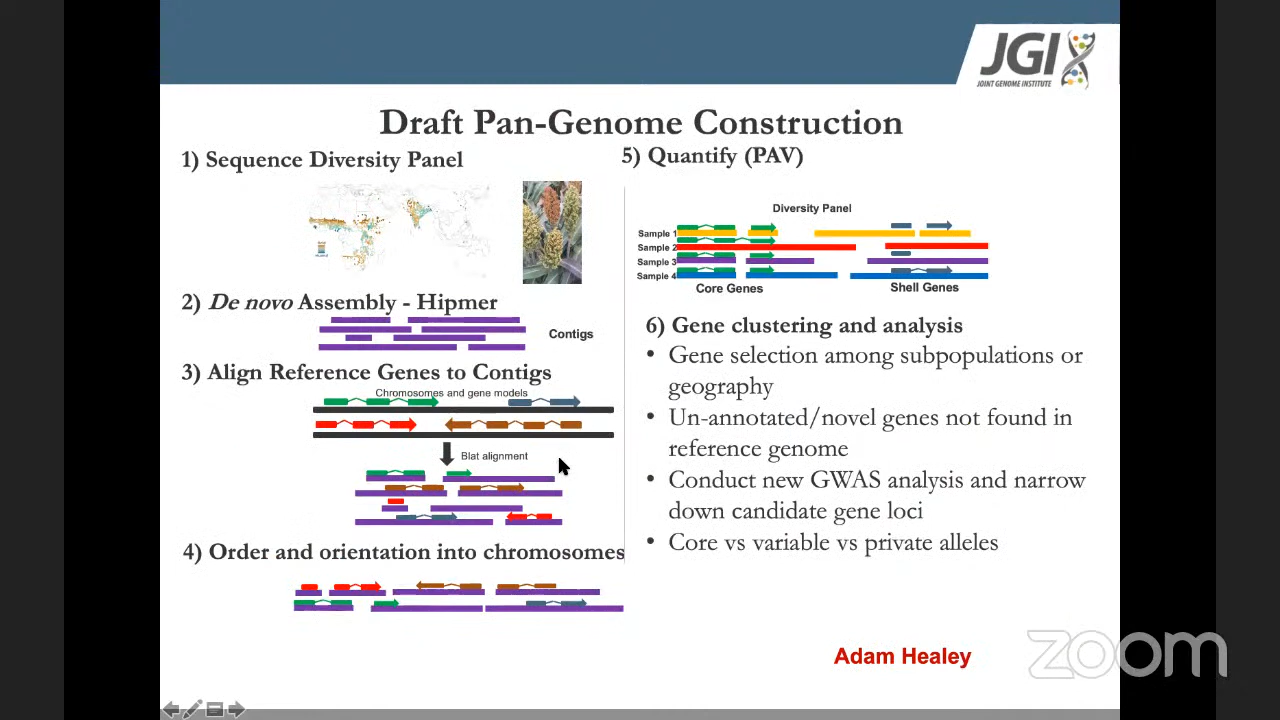 JGI
JOINT GENOME INSTITUTE
Draft Pan-Genome Construction
1) Sequence Diversity Panel
2) De novo Assembly - Hipmer
Contigs
3) Align Reference Genes to Contigs
Chromosomes and gene models
Blat alignment
4) Order and orientation into chromosomes
5) Quantify (PAV)
Diversity Panel
Sample 1
Sample 2
Sample 3
Sample 4
Core Genes
Shell Genes
6) Gene clustering and analysis
• Gene selection among subpopulations or
geography
• Un-annotated/novel genes not found in
reference genome
• Conduct new GWAS analysis and narrow
down candidate gene loci
• Core vs variable vs private alleles
Adam Healey
zoom